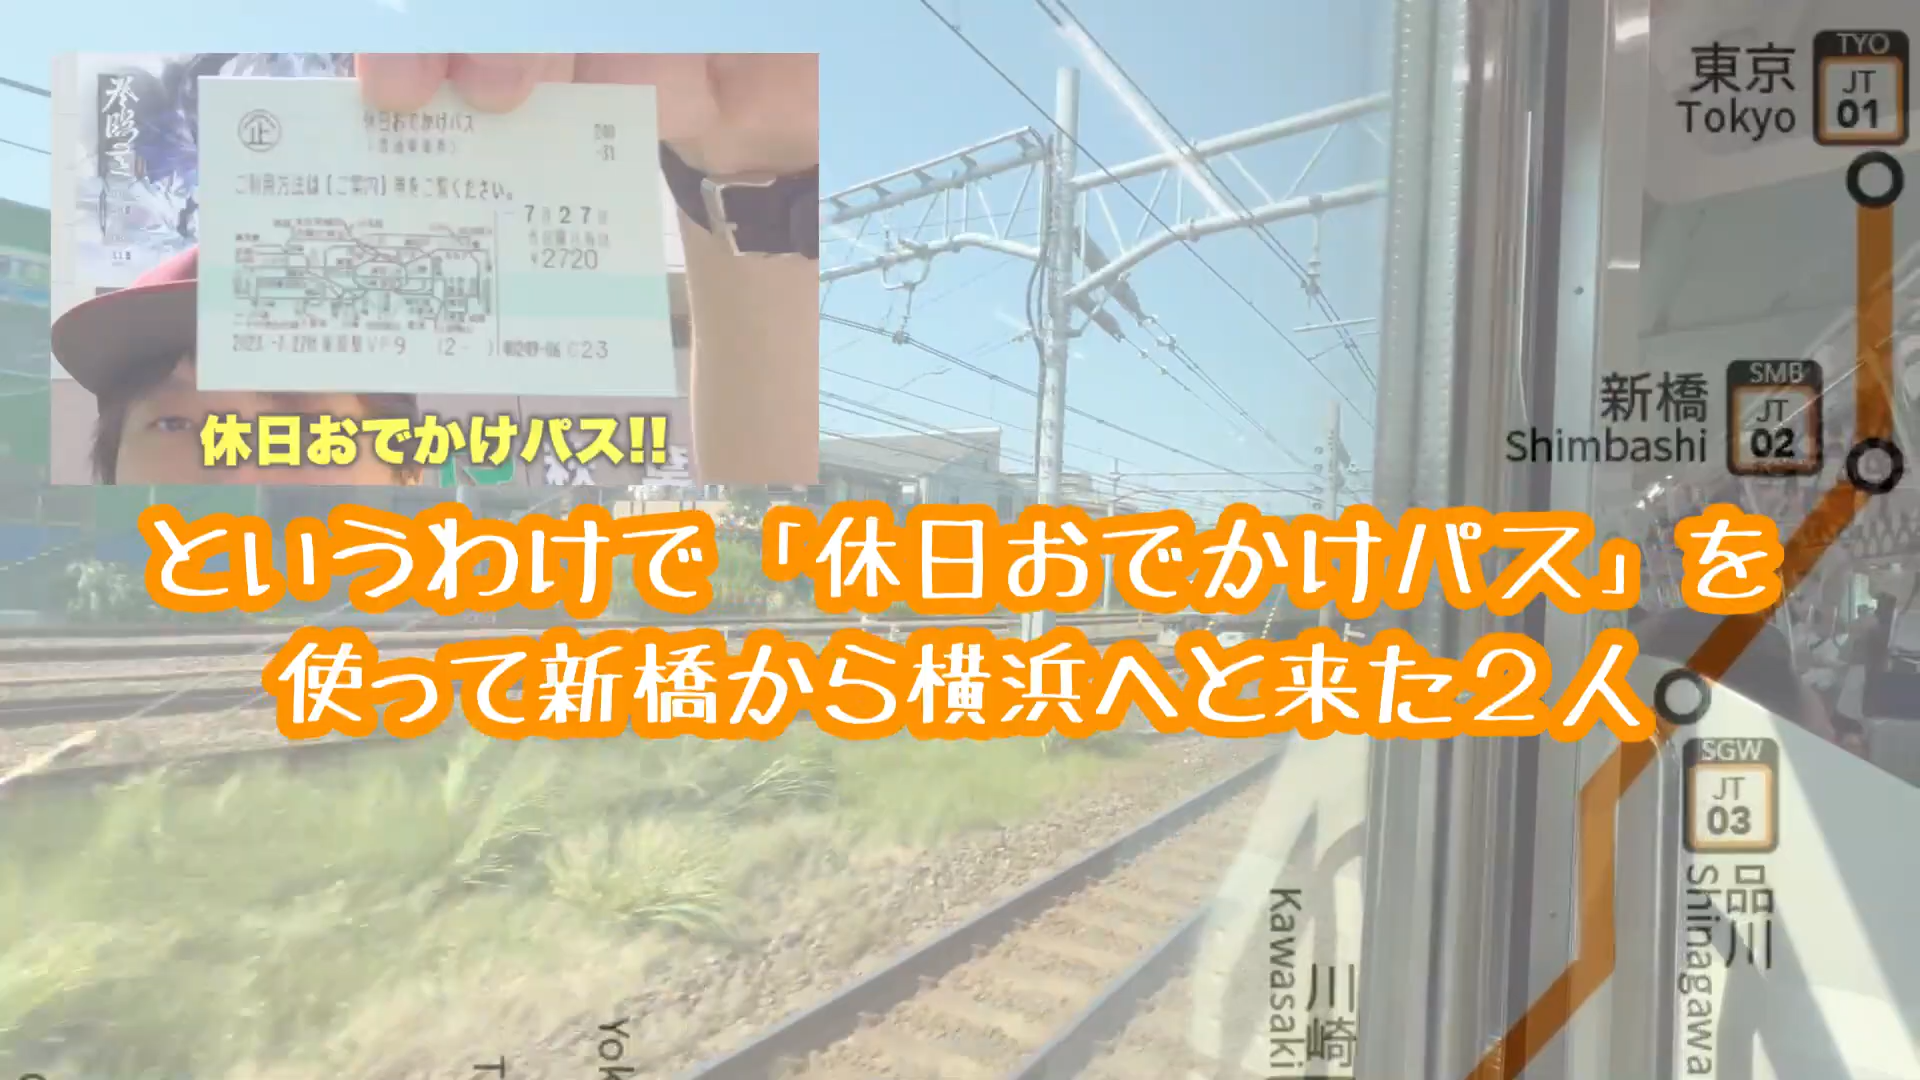 休日おでかけパス
ご利用方法は【ご案内】券をご覧ください。
7月27日
¥2720
休日おでかけパス!!
というわけで「休日おでかけパス」を
使って新橋から横浜へと来た2人
東京
Tokyo
TYO
JT
01
新橋
Shimbashi
SMB
JT
02
SGW
JT
03
品川
Shinagawa
川崎
Kawasaki
Yok
T